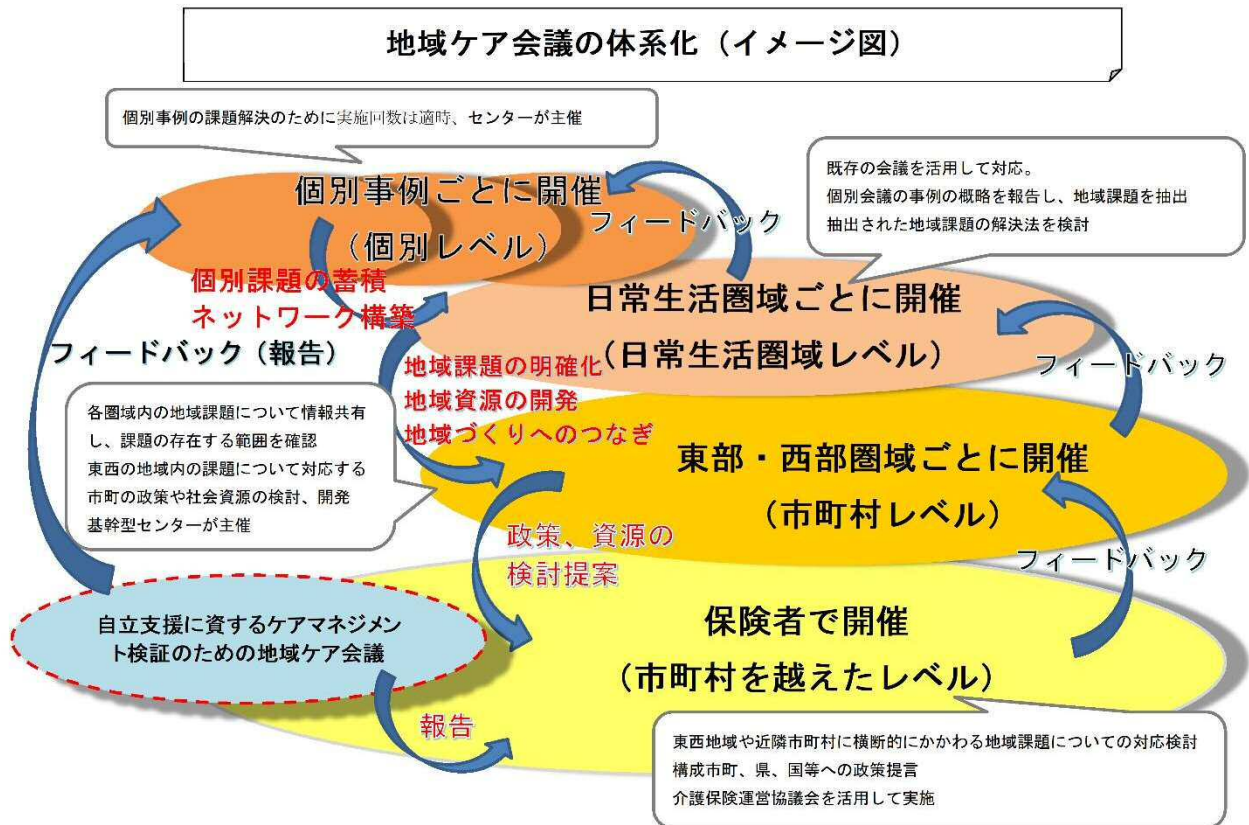 地域ケア会議の体系化（イメージ図）
個別事例の課題解決のために実施回数は適時、センターが主催
既存の会議を活用して対応。
個別会議の事例の概略を報告し、地域課題を抽出
抽出された地域課題の解決法を検討
個別事例ごとに開催
（個別レベル）
フィードバック
個別課題の蓄積
ネットワーク構築
日常生活圏域ごとに開催
（日常生活圏域レベル）
フィードバック（報告）
フィードバック
地域課題の明確化
地域資源の開発
地域づくりへのつなぎ
各圏域内の地域課題について情報共有
し、課題の存在する範囲を確認
東西の地域内の課題について対応する
市町の政策や社会資源の検討、開発
基幹型センターが主催
東部・西部圏域ごとに開催
（市町村レベル）
政策、資源の
検討提案
フィードバック
自立支援に資するケアマネジメン
ト検証のための地域ケア会議
保険者で開催
（市町村を越えたレベル）
報告
東西地域や近隣市町村に横断的にかかわる地域課題についての対応検討
構成市町、県、国等への政策提言
介護保険運営協議会を活用して実施